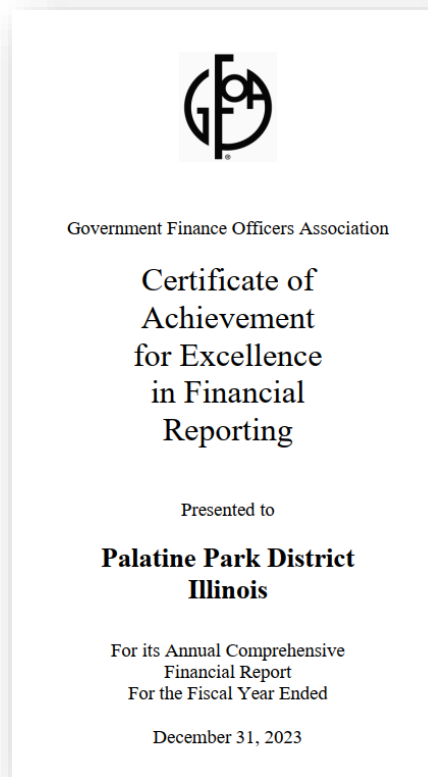 GFOA
®
Government Finance Officers Association
Certificate of
Achievement
for Excellence
in Financial
Reporting
Presented to
Palatine Park District
Illinois
For its Annual Comprehensive
Financial Report
For the Fiscal Year Ended
December 31, 2023